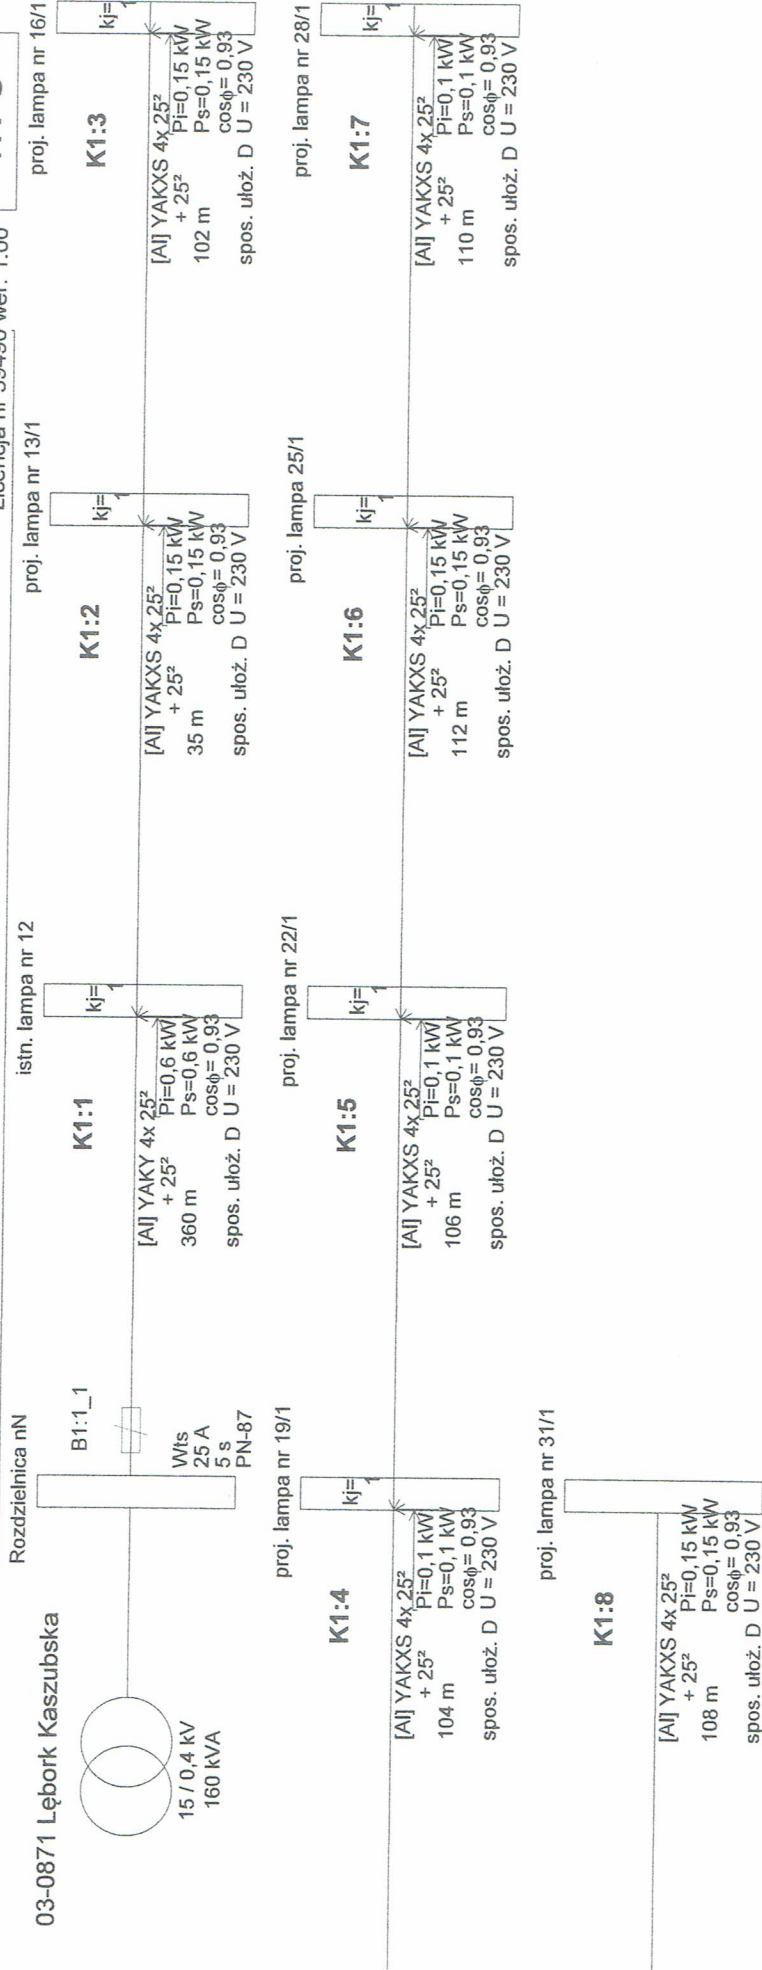 Licencja nr 59490 wer. 1.00
03-0871 Lębork Kaszubska
15 / 0,4 kV
160 kVA
Rozdzielnica nN
B1:1_1
Wts
25 A
5 s
PN-87
istn. lampa nr 12
K1:1
kj=
1
[Al] YAKY 4x 25²
+ 25²
360 m
spos. ułoż. D
Pi=0,6 kW
Ps=0,6 kW
cosϕ= 0,93
U = 230 V
proj. lampa nr 13/1
K1:2
kj=
1
[Al] YAKXS 4x 25²
+ 25²
35 m
spos. ułoż. D
Pi=0,15 kW
Ps=0,15 kW
cosϕ= 0,93
U = 230 V
proj. lampa nr 16/1
K1:3
kj=
1
[Al] YAKXS 4x 25²
+ 25²
102 m
spos. ułoż. D
Pi=0,15 kW
Ps=0,15 kW
cosϕ= 0,93
U = 230 V
proj. lampa nr 19/1
K1:4
kj=
1
[Al] YAKXS 4x 25²
+ 25²
104 m
spos. ułoż. D
Pi=0,1 kW
Ps=0,1 kW
cosϕ= 0,93
U = 230 V
proj. lampa nr 22/1
K1:5
kj=
1
[Al] YAKXS 4x 25²
+ 25²
106 m
spos. ułoż. D
Pi=0,1 kW
Ps=0,1 kW
cosϕ= 0,93
U = 230 V
proj. lampa 25/1
K1:6
kj=
1
[Al] YAKXS 4x 25²
+ 25²
112 m
spos. ułoż. D
Pi=0,15 kW
Ps=0,15 kW
cosϕ= 0,93
U = 230 V
proj. lampa nr 28/1
K1:7
kj=
1
[Al] YAKXS 4x 25²
+ 25²
110 m
spos. ułoż. D
Pi=0,1 kW
Ps=0,1 kW
cosϕ= 0,93
U = 230 V
proj. lampa nr 31/1
K1:8
[Al] YAKXS 4x 25²
+ 25²
108 m
spos. ułoż. D
Pi=0,15 kW
Ps=0,15 kW
cosϕ= 0,93
U = 230 V